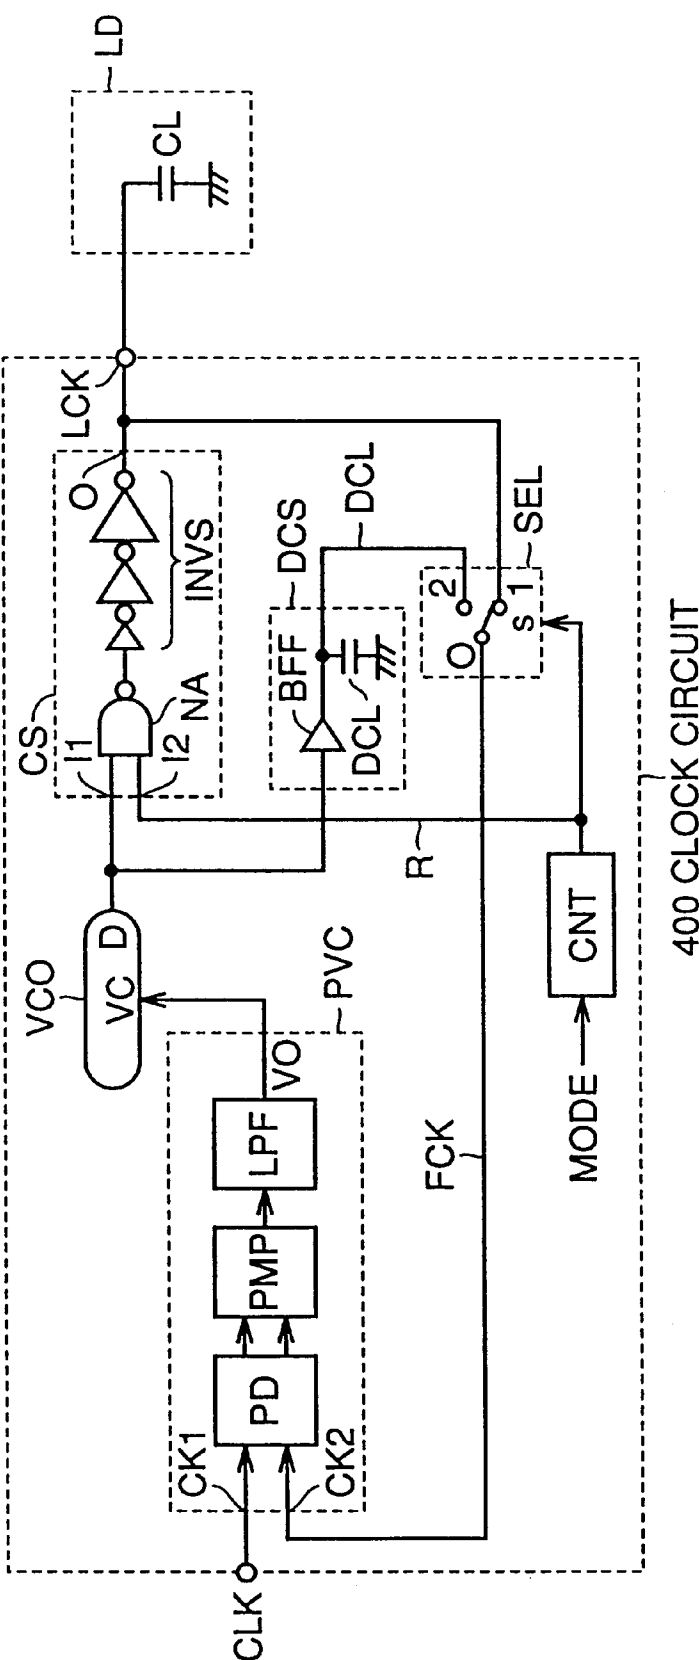 LD
CL
LCK
O
INVS
CS
I1
NA
I2
DCS
DCL
BFF
DCL
SEL
2
1
O
S
VCO
VC
D
R
CNT
MODE
PVC
VO
LPF
PMP
PD
CK1
CK2
FCK
CLK
400 CLOCK CIRCUIT